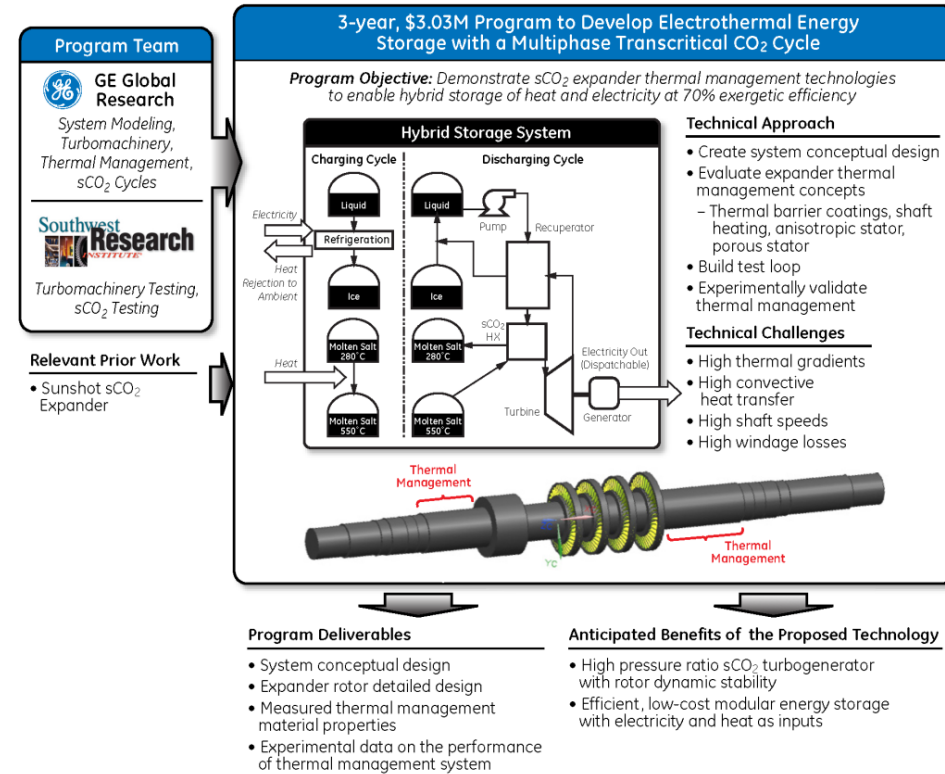 Program Team
GE Global
Research
System Modeling,
Turbomachinery,
Thermal Management,
sCO₂ Cycles
Southwest
Research
INSTITUTE
Turbomachinery Testing,
sCO₂ Testing
Relevant Prior Work
• Sunshot sCO₂
Expander
3-year, $3.03M Program to Develop Electrothermal Energy
Storage with a Multiphase Transcritical CO₂ Cycle
Program Objective: Demonstrate sCO₂ expander thermal management technologies
to enable hybrid storage of heat and electricity at 70% exergetic efficiency
Hybrid Storage System
Charging Cycle
Discharging Cycle
Electricity
Liquid
Refrigeration
Heat
Rejection to
Ambient
Ice
Molten Salt
280°C
Heat
Molten Salt
550°C
Liquid
Pump
Recuperator
Ice
sCO₂
HX
Molten Salt
280°C
Electricity Out
(Dispatchable)
Turbine
Generator
Molten Salt
550°C
Technical Approach
• Create system conceptual design
• Evaluate expander thermal
management concepts
– Thermal barrier coatings, shaft
heating, anisotropic stator,
porous stator
• Build test loop
• Experimentally validate
thermal management
Technical Challenges
• High thermal gradients
• High convective
heat transfer
• High shaft speeds
• High windage losses
Thermal
Management
YC
Thermal
Management
Program Deliverables
• System conceptual design
• Expander rotor detailed design
• Measured thermal management
material properties
• Experimental data on the performance
of thermal management system
Anticipated Benefits of the Proposed Technology
• High pressure ratio sCO₂ turbogenerator
with rotor dynamic stability
• Efficient, low-cost modular energy storage
with electricity and heat as inputs